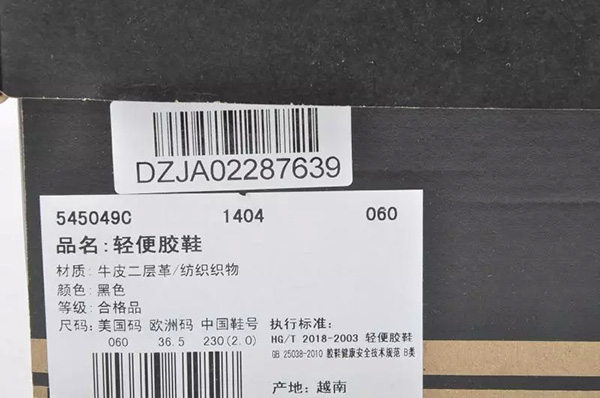 DZJA02287639
545049C 1404 060
品名:轻便胶鞋
材质:牛皮二层革/纺织织物
颜色:黑色
等级:合格品
尺码:美国码 欧洲码 中国鞋号
060 36.5 230(2.0)
执行标准:
HG/T 2018-2003 轻便胶鞋
GB 25038-2010 胶鞋健康安全技术规范 B类
产地:越南